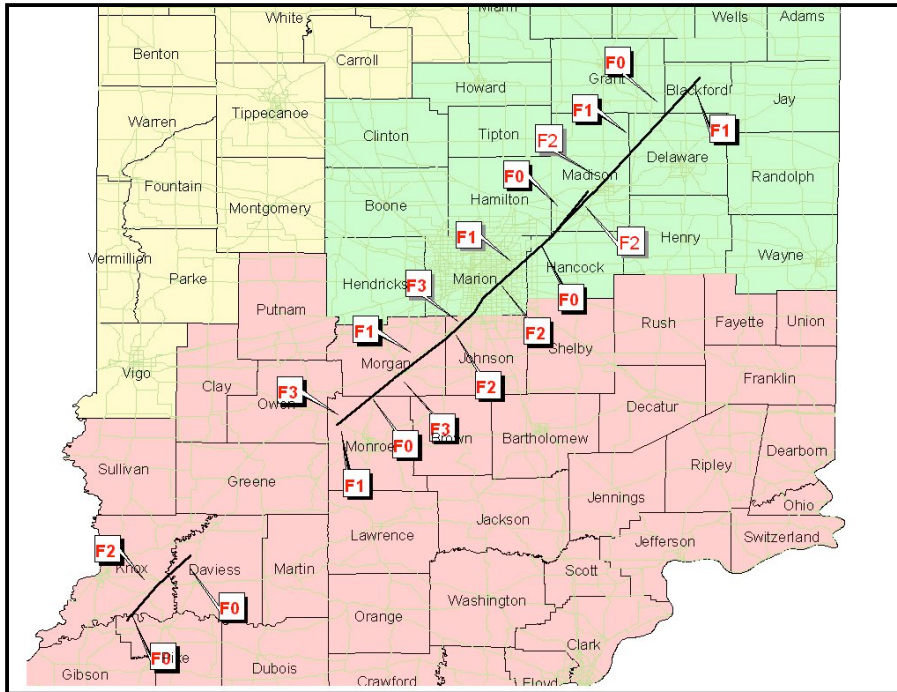 Miami
Wells
Adams
White
Benton
Carroll
F0
Grant
Blackford
Howard
Jay
Warren
Tippecanoe
F1
F1
Clinton
Tipton
F2
Delaware
Fountain
F0
Madison
Randolph
Montgomery
Boone
Hamilton
F1
F2
Henry
Vermillion
Wayne
Parke
Hendricks
F3
Marion
Hancock
F0
Putnam
F1
F2
Rush
Fayette
Union
Morgan
Johnson
Shelby
Vigo
Clay
F3
Owen
F2
Franklin
Decatur
F3
Monroe
F0
Brown
Bartholomew
Sullivan
Greene
F1
Ripley
Dearborn
Jennings
Ohio
Lawrence
Jackson
Jefferson
Switzerland
F2
Knox
Daviess
Martin
F0
Orange
Washington
Scott
Clark
Gibson
Dubois
Crawford
Floyd